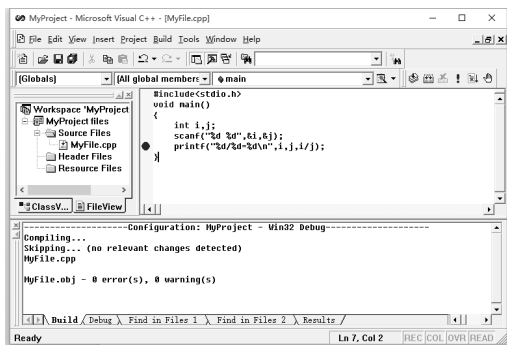 MyProject - Microsoft Visual C++ - [MyFile.cpp]
File Edit View Insert Project Build Tools Window Help
(Globals) [All global members main
#include<stdio.h>
void main()
{
int i,j;
scanf("%d %d",&i,&j);
printf("%d/%d=%d\n",i,j,i/j);
}
Workspace 'MyProject
MyProject files
Source Files
MyFile.cpp
Header Files
Resource Files
ClassV... FileView
--------------------Configuration: MyProject - Win32 Debug--------------------
Compiling...
Skipping... (no relevant changes detected)
MyFile.cpp
MyFile.obj - 0 error(s), 0 warning(s)
Build Debug Find in Files 1 Find in Files 2 Results
Ready Ln 7, Col 2 REC COL OVR READ